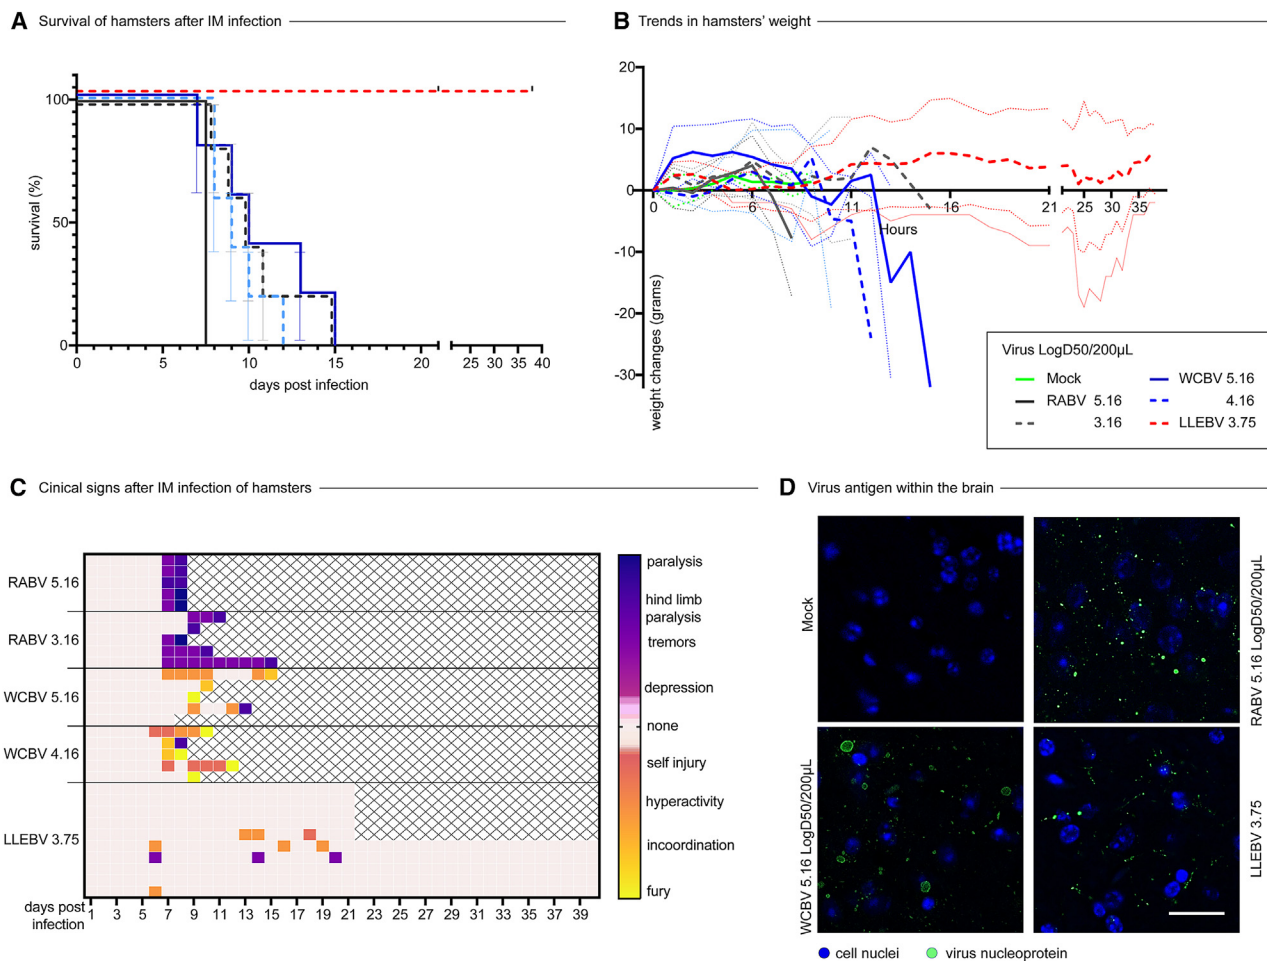 A Survival of hamsters after IM infection
100
50
0
survival (%)
0 5 10 15 20 25 30 35 40
days post infection
B Trends in hamsters' weight
20
10
0
-10
-20
-30
weight changes (grams)
0 6 11 16 21 25 30 35
Hours
Virus LogD50/200µL
Mock
RABV 5.16
3.16
WCBV 5.16
4.16
LLEBV 3.75
C Cinical signs after IM infection of hamsters
RABV 5.16
RABV 3.16
WCBV 5.16
WCBV 4.16
LLEBV 3.75
days post
infection
1 3 5 7 9 11 13 15 17 19 21 23 25 27 29 31 33 35 37 39
paralysis
hind limb
paralysis
tremors
depression
none
self injury
hyperactivity
incoordination
fury
D Virus antigen within the brain
Mock
RABV 5.16 LogD50/200µL
WCBV 5.16 LogD50/200µL
LLEBV 3.75
cell nuclei
virus nucleoprotein